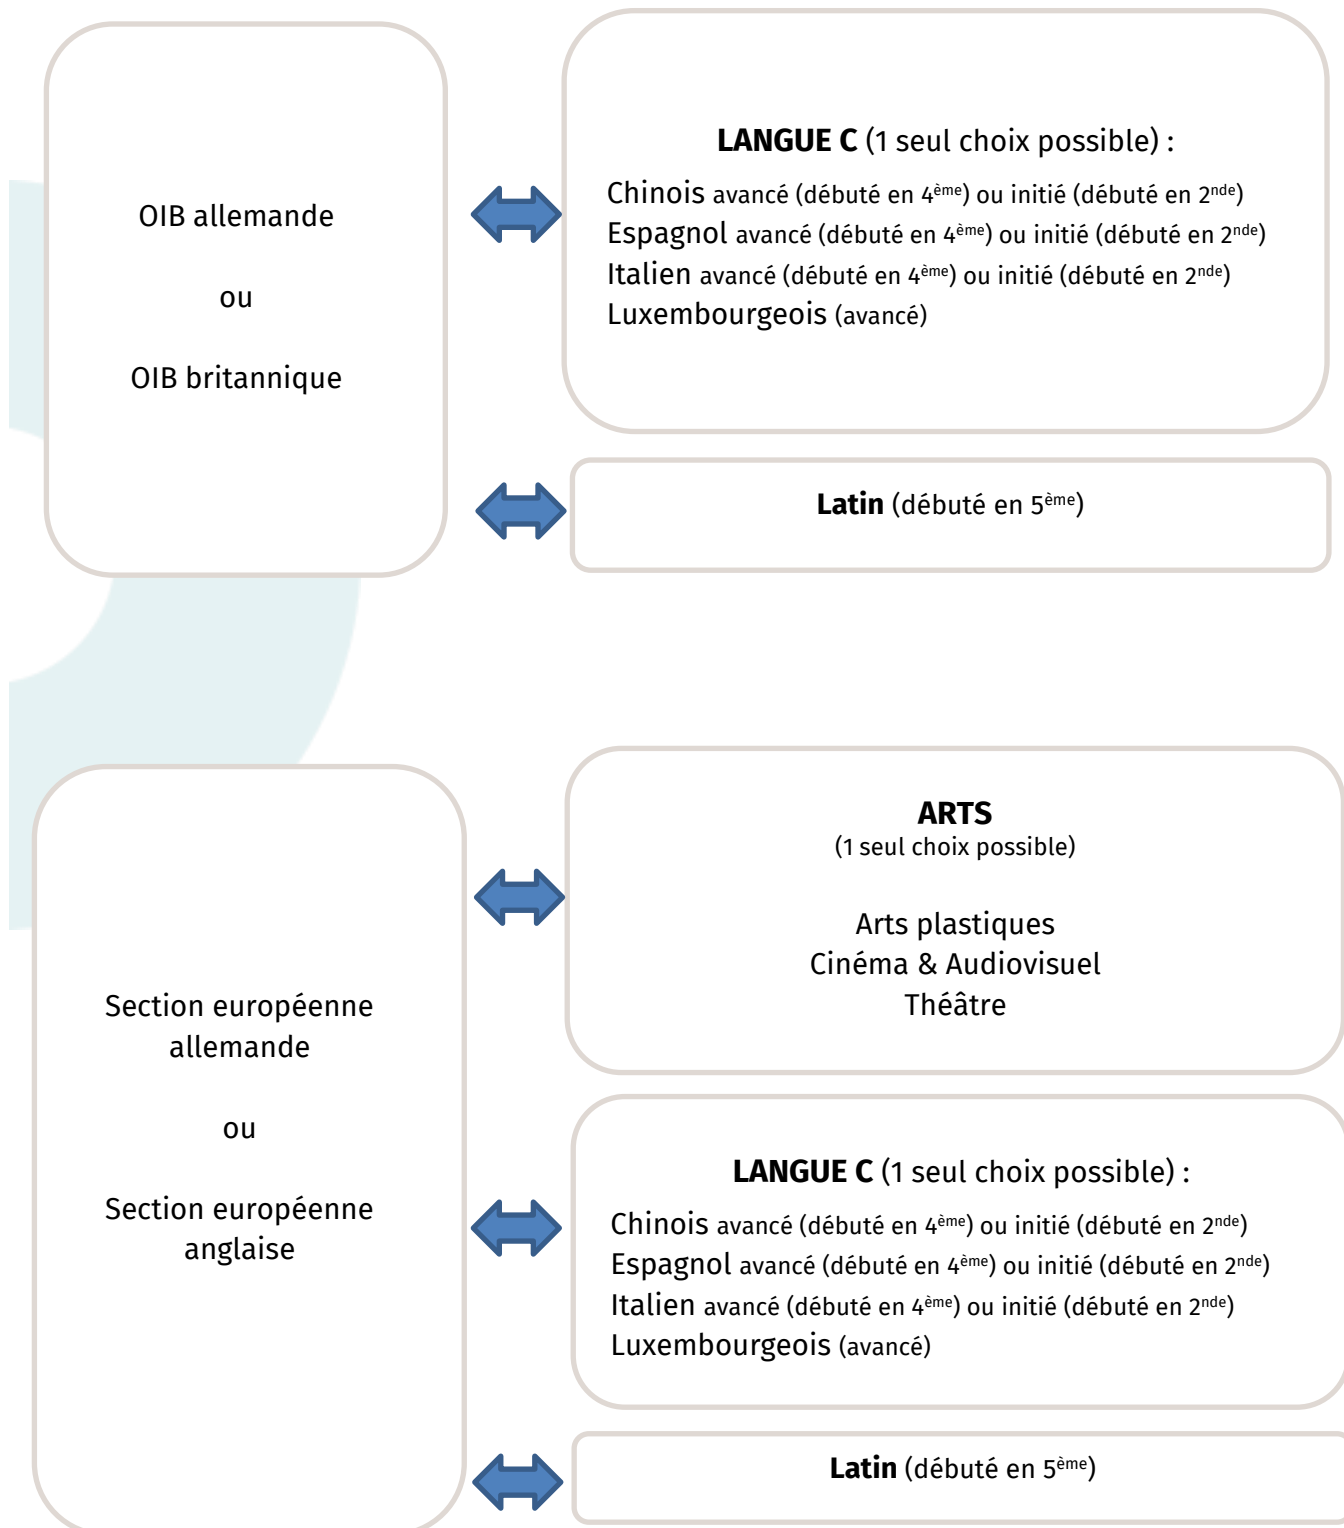 OIB allemande
ou
OIB britannique
LANGUE C (1 seul choix possible) :
Chinois avancé (débuté en 4ème) ou initié (débuté en 2nde)
Espagnol avancé (débuté en 4ème) ou initié (débuté en 2nde)
Italien avancé (débuté en 4ème) ou initié (débuté en 2nde)
Luxembourgeois (avancé)
Latin (débuté en 5ème)
Section européenne
allemande
ou
Section européenne
anglaise
ARTS
(1 seul choix possible)
Arts plastiques
Cinéma & Audiovisuel
Théâtre
LANGUE C (1 seul choix possible) :
Chinois avancé (débuté en 4ème) ou initié (débuté en 2nde)
Espagnol avancé (débuté en 4ème) ou initié (débuté en 2nde)
Italien avancé (débuté en 4ème) ou initié (débuté en 2nde)
Luxembourgeois (avancé)
Latin (débuté en 5ème)